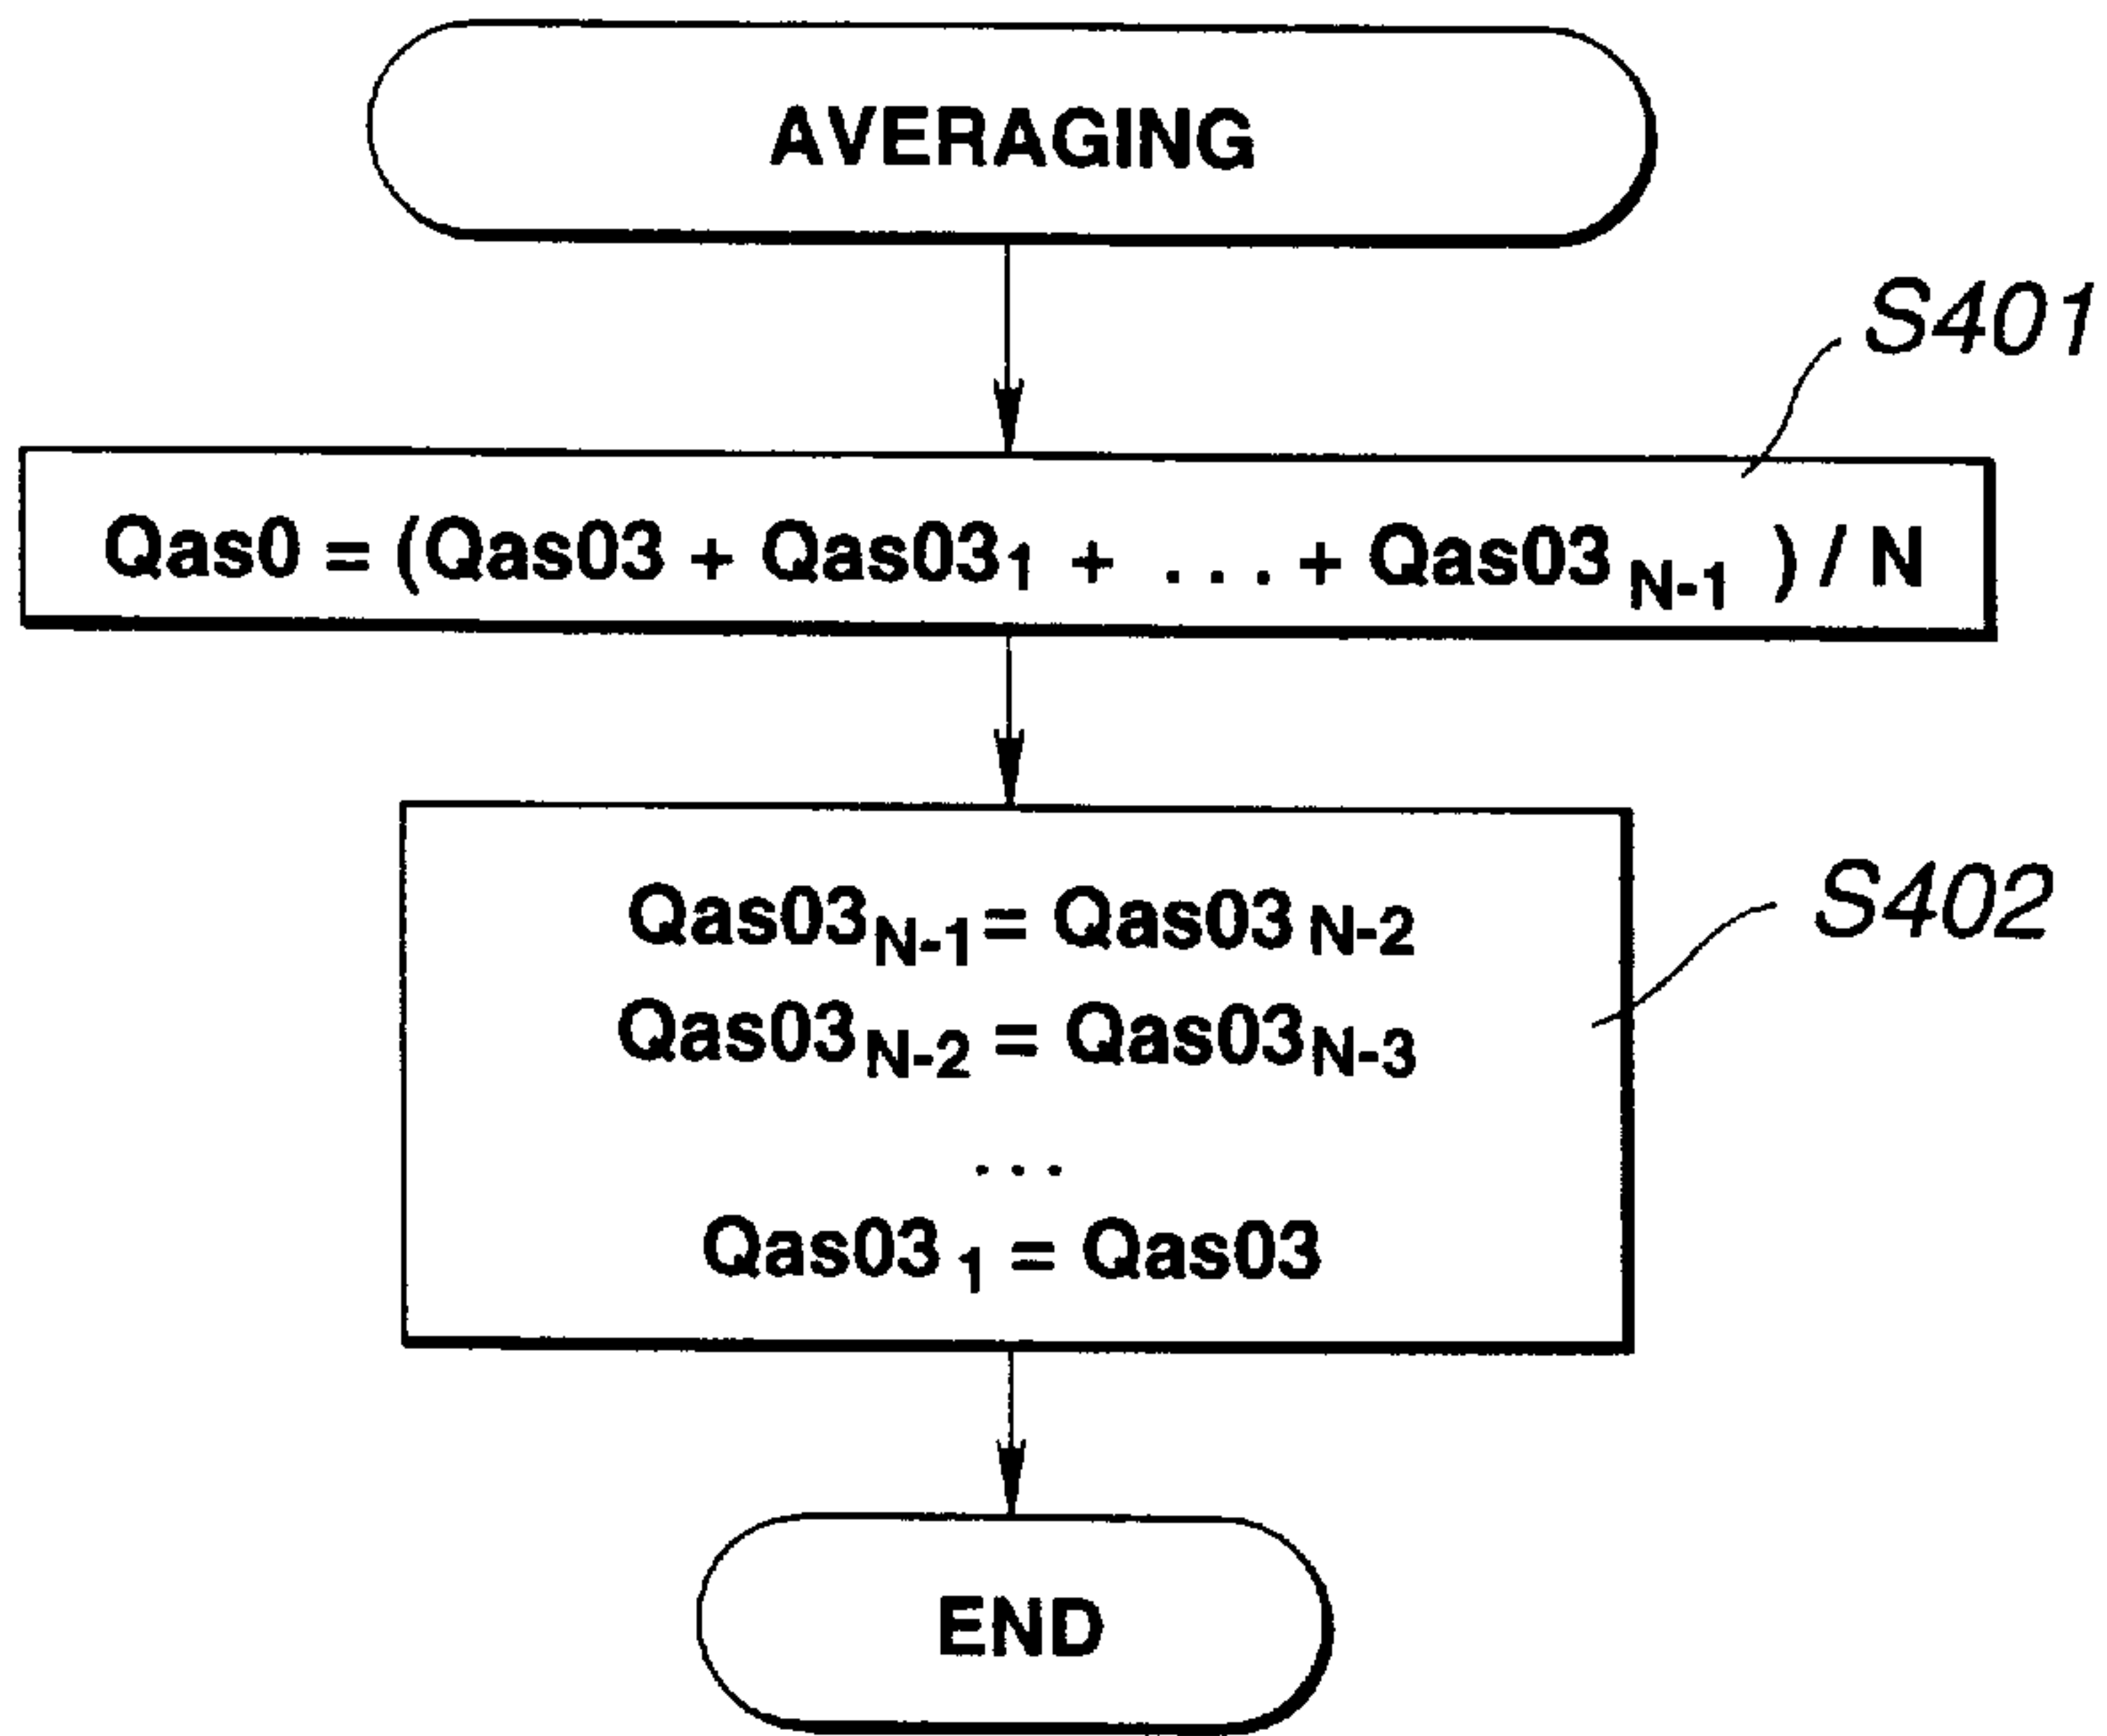 AVERAGING
S401
Qas0 = (Qas03 + Qas03₁ + ... + Qas03 N-1 ) / N
S402
Qas03N-1 = Qas03 N-2
Qas03N-2 = Qas03N-3
...
Qas03 1 = Qas03
END